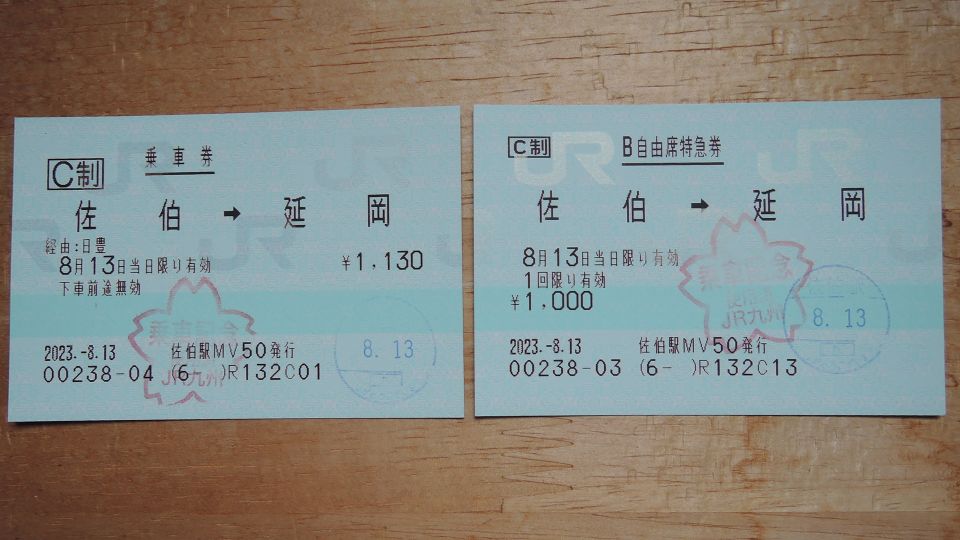 乗車券
C制
佐伯 → 延岡
経由:日豊
8月13日当日限り有効 ¥1,130
下車前途無効
乗車記念
JR九州
8.13
2023.-8.13 佐伯駅MV50発行
00238-04 (6- )R132C01
C制 B自由席特急券
佐伯 → 延岡
8月13日当日限り有効
1回限り有効
¥1,000
乗車記念
JR九州
8.13
2023.-8.13 佐伯駅MV50発行
00238-03 (6- )R132C13